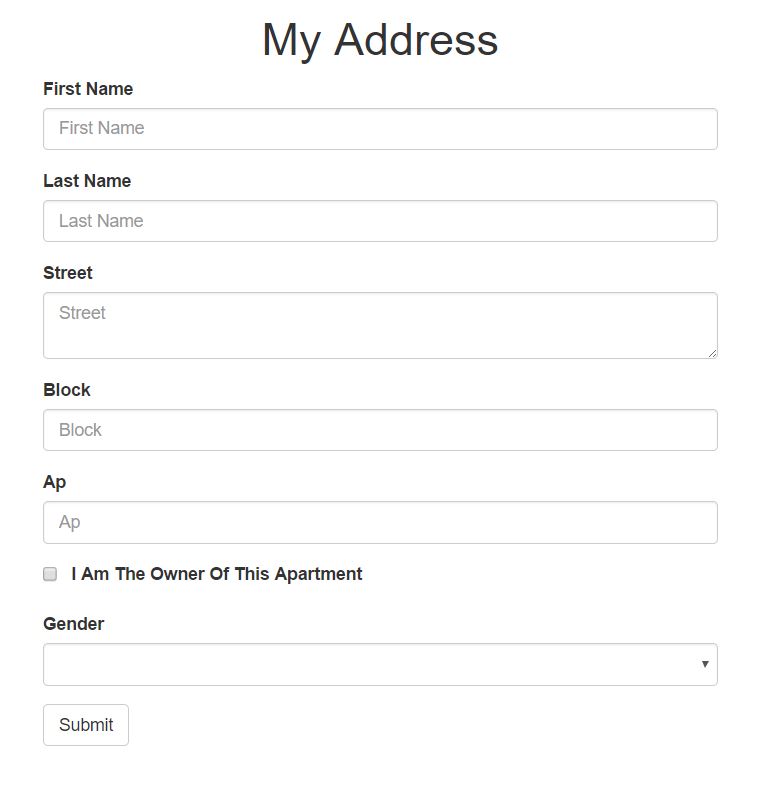 My Address
First Name
First Name
Last Name
Last Name
Street
Street
Block
Block
Ap
Ap
I Am The Owner Of This Apartment
Gender
Submit